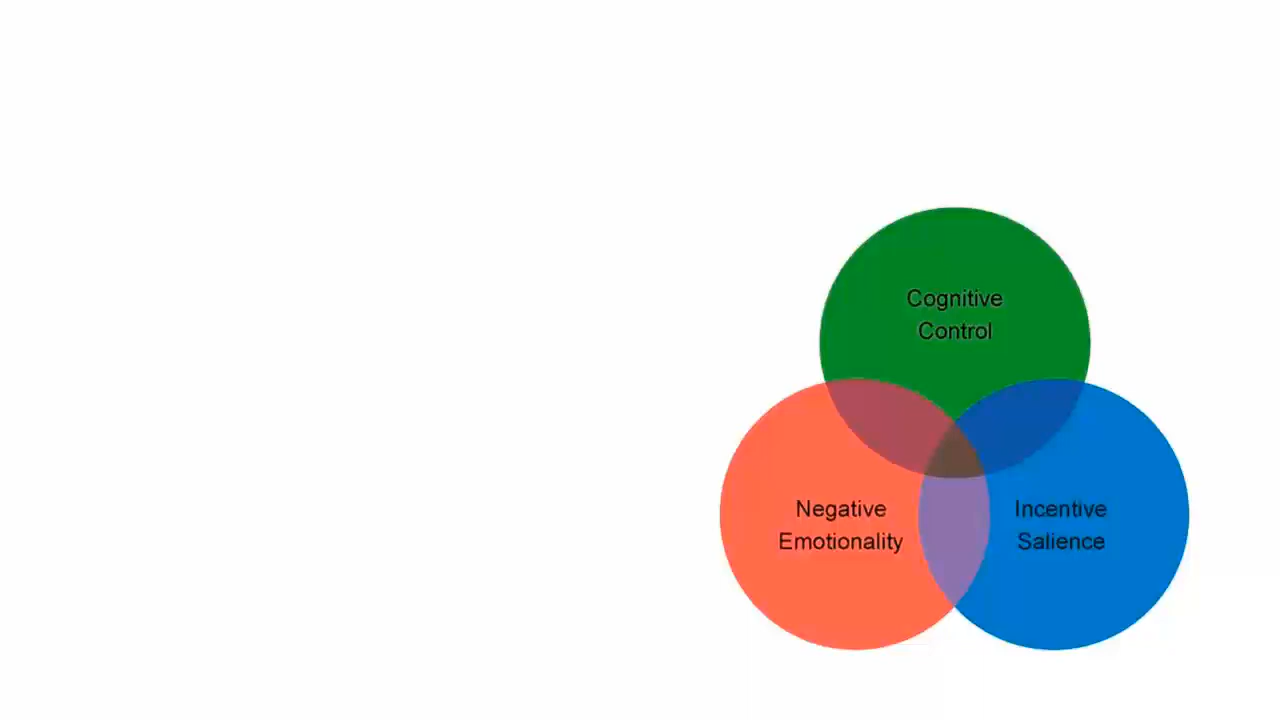 Cognitive
Control
Negative
Emotionality
Incentive
Salience